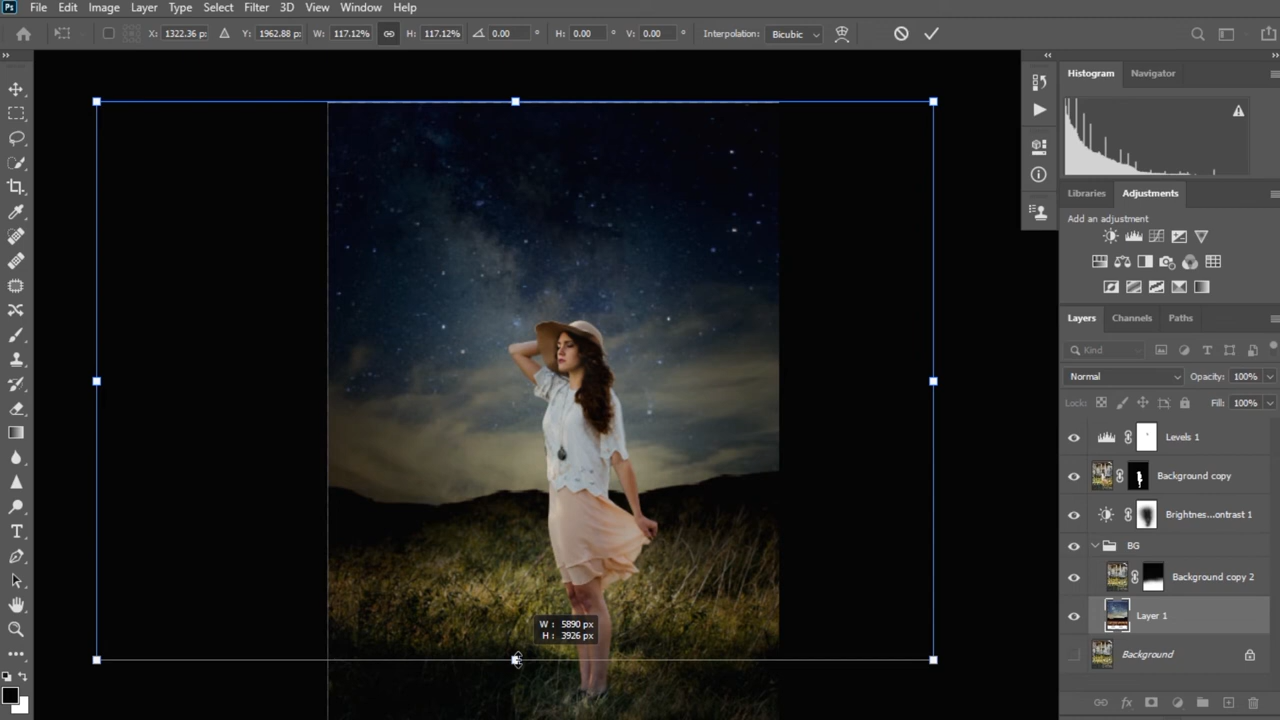 Ps File Edit Image Layer Type Select Filter 3D View Window Help
X: 1322.36 p: Y: 1962.88 px W: 117.12% H: 117.12% 0.00 ° H: 0.00 ° V: 0.00 ° Interpolation: Bicubic
Histogram Navigator
Libraries Adjustments
Add an adjustment
Layers Channels Paths
Kind
Normal Opacity: 100%
Lock: Fill: 100%
Levels 1
Background copy
Brightnes...ontrast 1
BG
Background copy 2
Layer 1
Background
W : 5890 px
H : 3926 px
fx